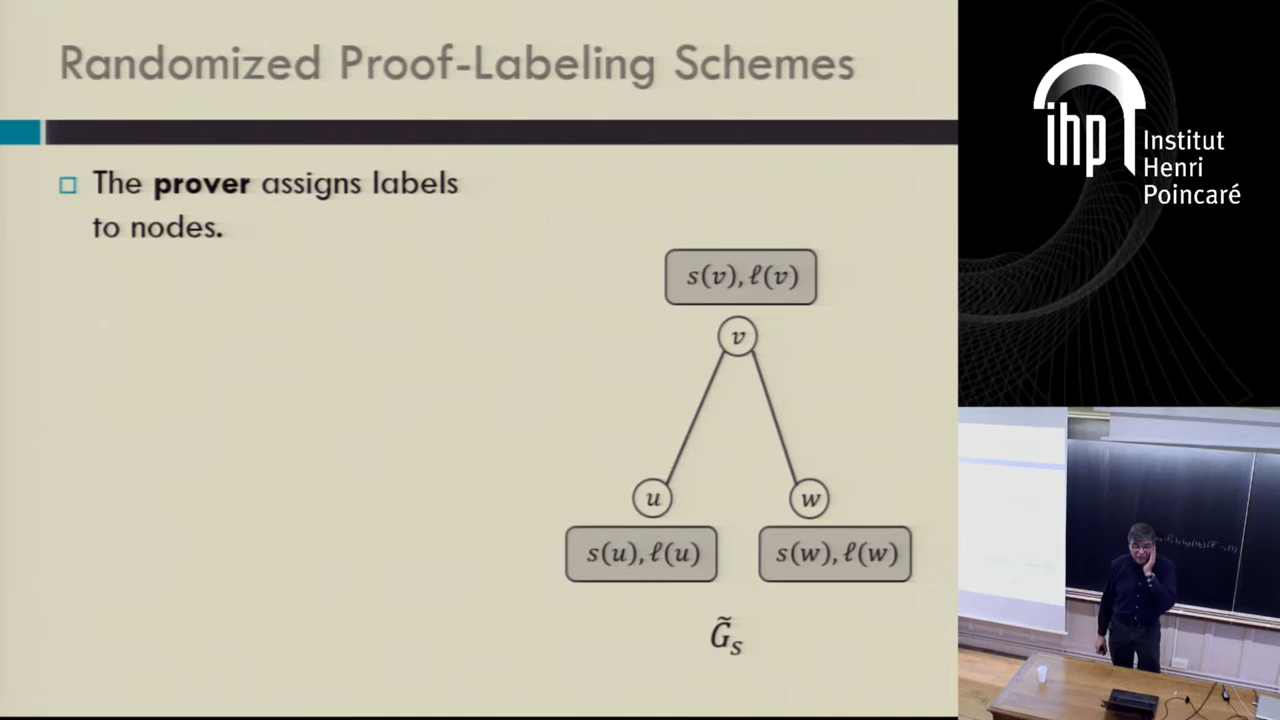 Randomized Proof-Labeling Schemes
The prover assigns labels
to nodes.
s(v), ℓ(v)
v
u
w
s(u), ℓ(u)
s(w), ℓ(w)
G̃ₛ
ihp
Institut
Henri
Poincaré